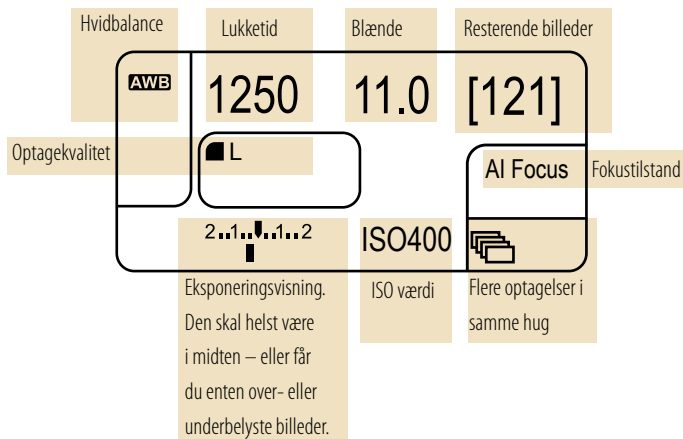 Hvidbalance Lukketid Blænde Resterende billeder
AWB 1250 11.0 [121]
Optagekvalitet L AI Focus Fokustilstand
2..1..▼..1..2 ISO400
Eksponeringsvisning. ISO værdi Flere optagelser i
Den skal helst være samme hug
i midten – eller får
du enten over- eller
underbelyste billeder.